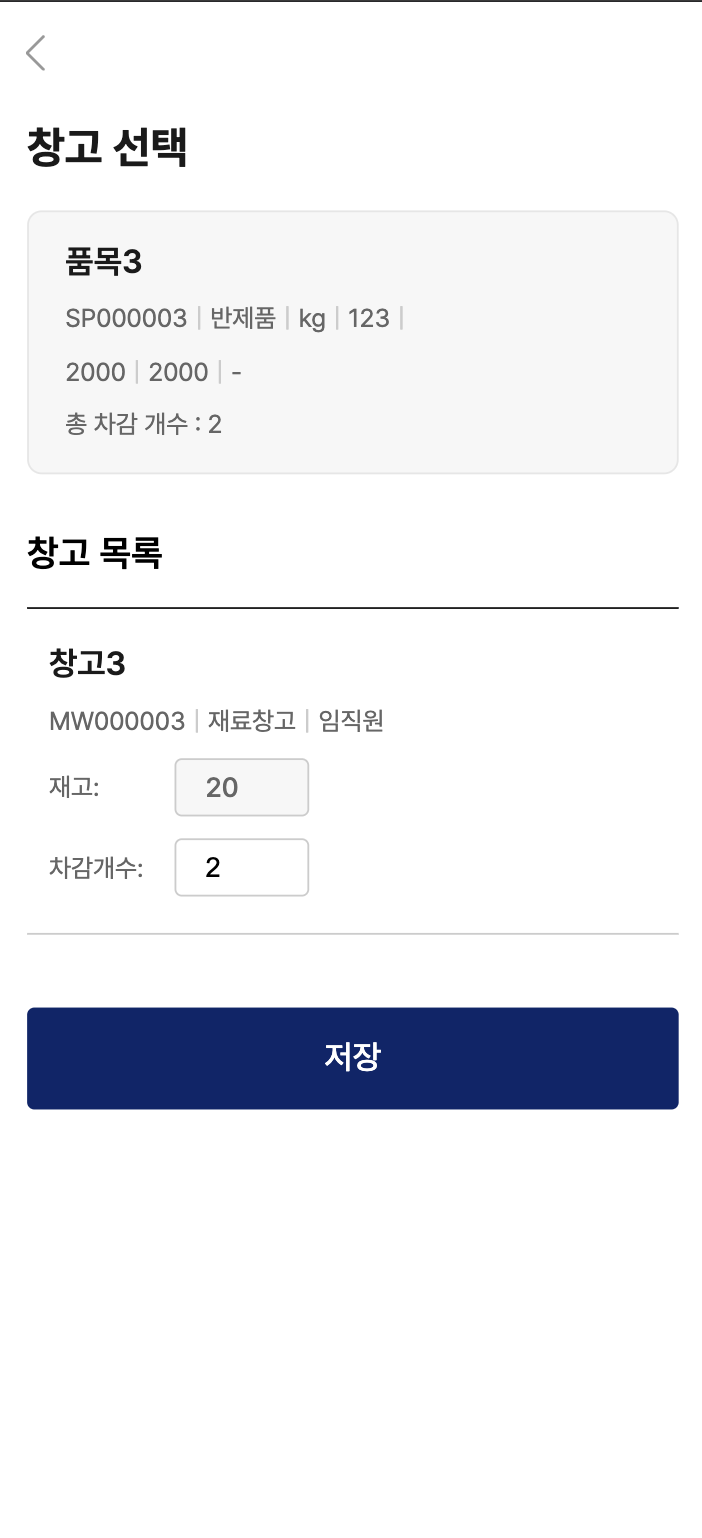 창고 선택
품목3
SP000003 | 반제품 | kg | 123 |
2000 | 2000 | -
총 차감 개수 : 2
창고 목록
창고3
MW000003 | 재료창고 | 임직원
재고: 20
차감개수: 2
저장